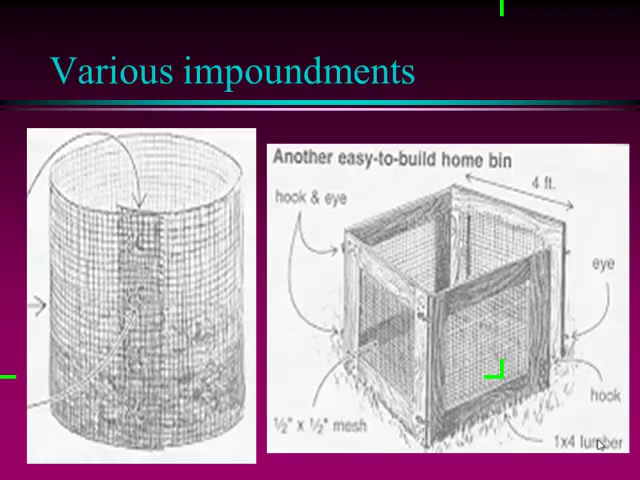 Various impoundments
Another easy-to-build home bin
4 ft.
hook & eye
eye
hook
½" x ½" mesh
1x4 lumber